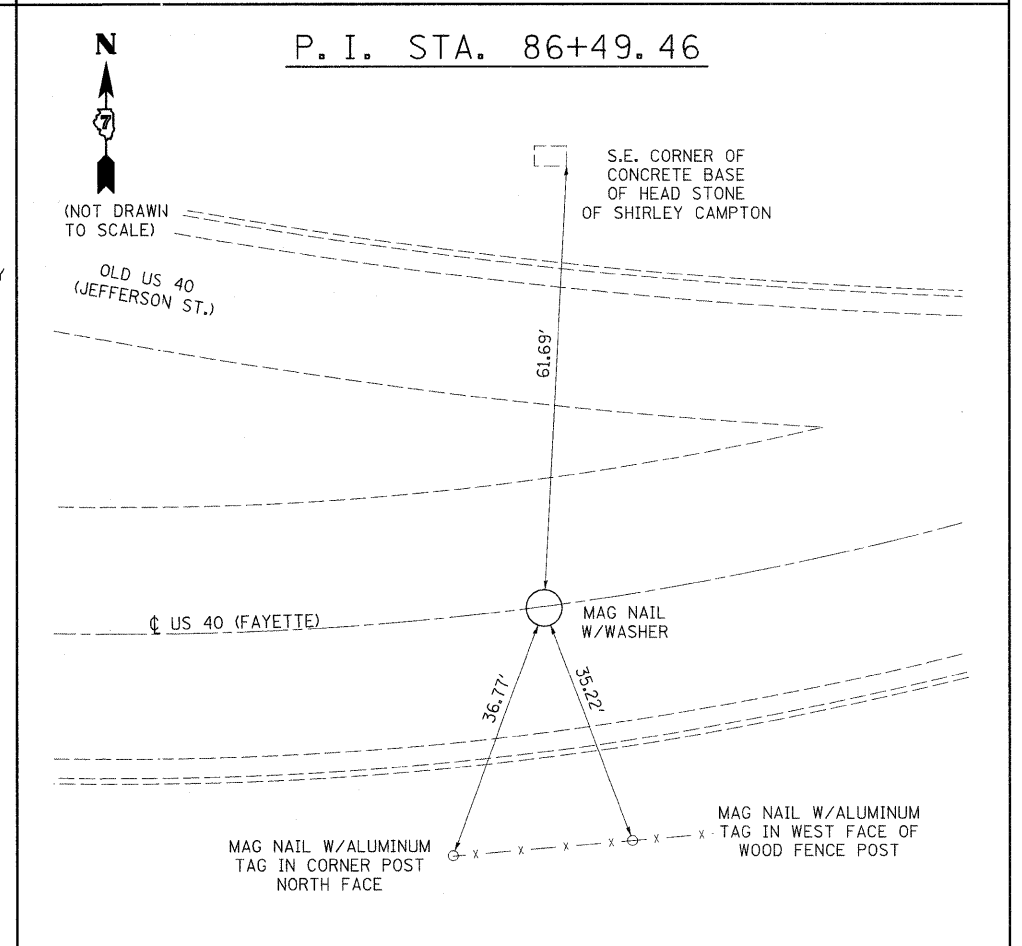 P.I. STA. 86+49.46
N
7
(NOT DRAWN
TO SCALE)
S.E. CORNER OF
CONCRETE BASE
OF HEAD STONE
OF SHIRLEY CAMPTON
Y
OLD US 40
(JEFFERSON ST.)
61.69'
℄ US 40 (FAYETTE)
MAG NAIL
W/WASHER
36.77'
35.22'
MAG NAIL W/ALUMINUM
TAG IN CORNER POST
NORTH FACE
MAG NAIL W/ALUMINUM
TAG IN WEST FACE OF
WOOD FENCE POST